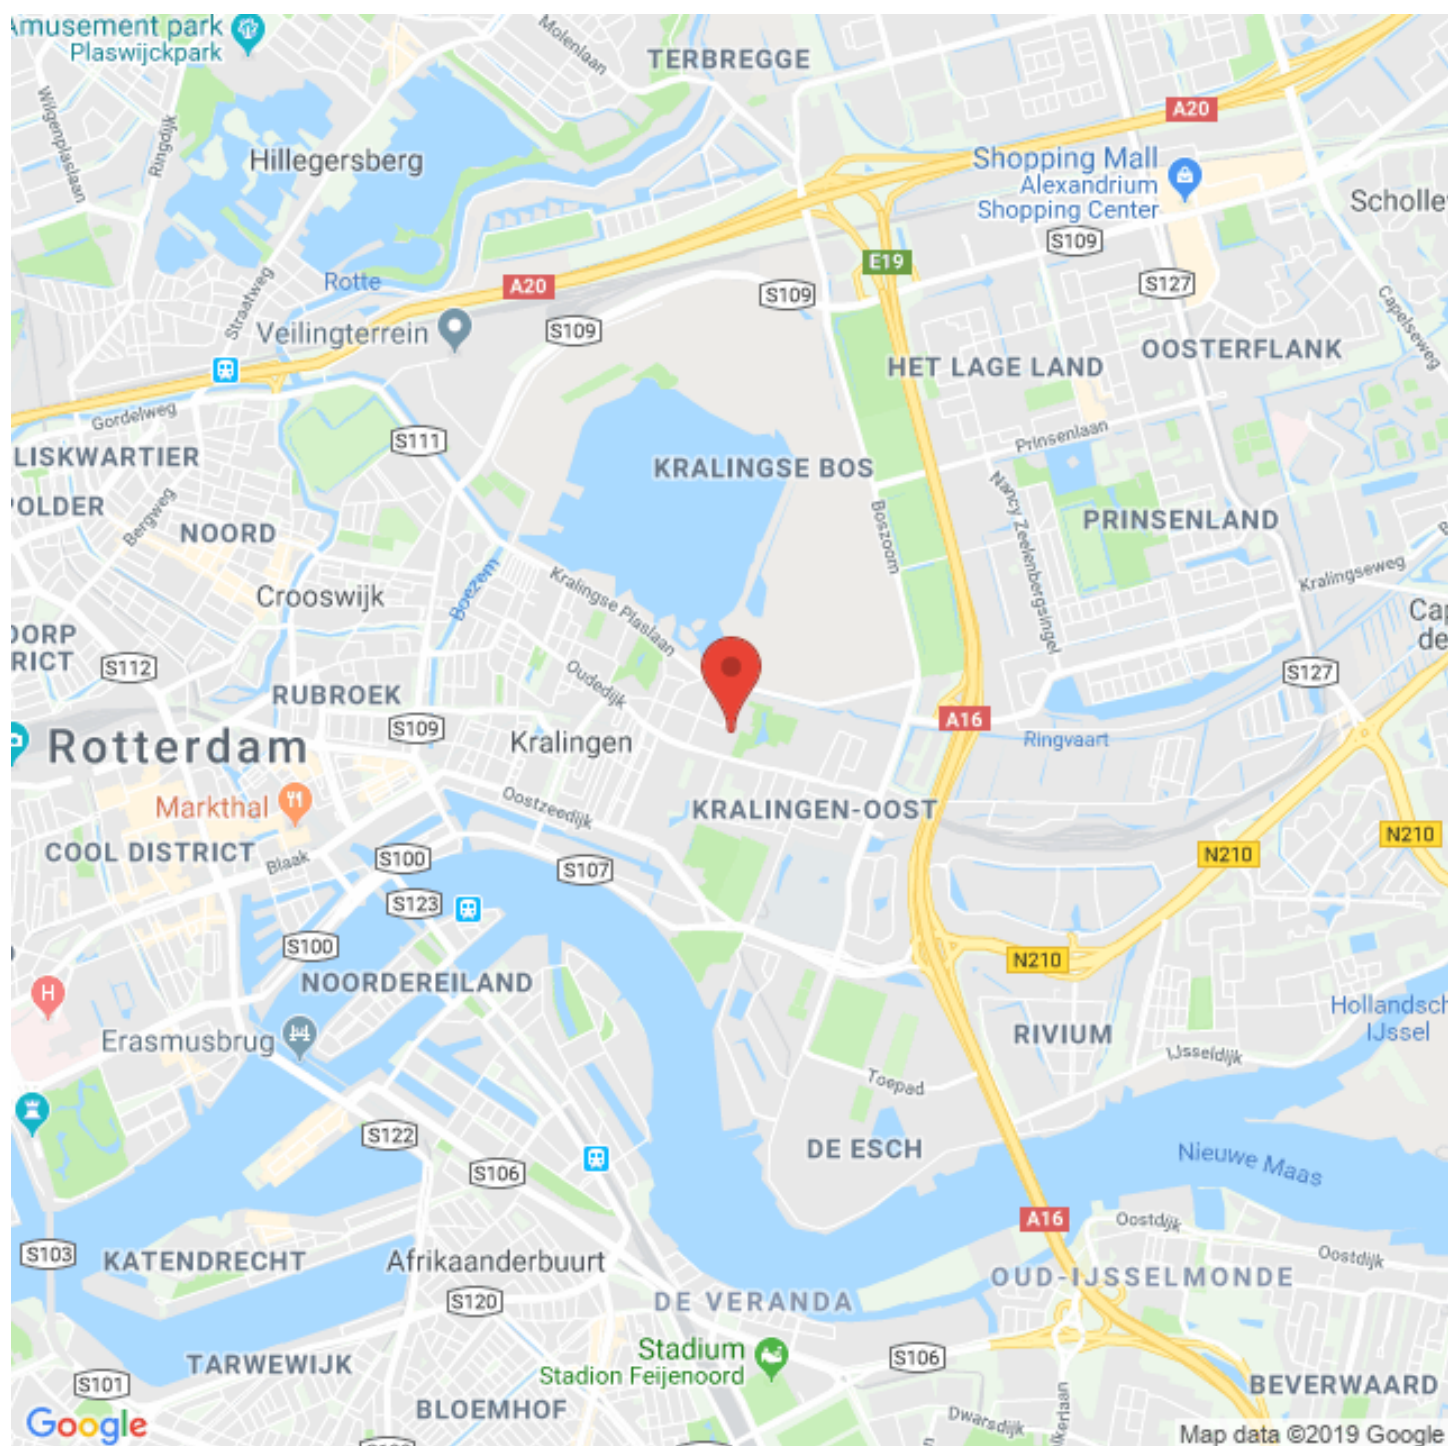 Amusement park
Plaswijckpark
Molenlaan
TERBREGGE
A20
Wilgenplaslaan
Ringdijk
Hillegersberg
Shopping Mall
Alexandrium
Shopping Center
Scholle
S109
E19
Straatweg
Rotte
A20
S109
S127
Capelseweg
Veilingterrein
S109
OOSTERFLANK
HET LAGE LAND
Gordelweg
S111
Prinsenlaan
LISKWARTIER
KRALINGSE BOS
POLDER
Bergweg
NOORD
Boszoom
Nancy Zeelenbergsingel
PRINSENLAND
Crooswijk
Boezem
Kralingse Plaslaan
Kralingseweg
Cap
de
DORP
RICT
S112
RUBROEK
Oudedijk
S127
S109
Kralingen
A16
Ringvaart
Rotterdam
Markthal
Oostzeedijk
KRALINGEN-OOST
N210
COOL DISTRICT
Blaak
S100
S107
N210
S123
S100
N210
NOORDEREILAND
H
Hollandsch
IJssel
Erasmusbrug
RIVIUM
IJsseldijk
Toepad
S122
DE ESCH
S106
Nieuwe Maas
A16
Oostdijk
S103
KATENDRECHT
Afrikaanderbuurt
Oostdijk
OUD-IJSSELMONDE
S120
DE VERANDA
Stadium
Stadion Feijenoord
S106
TARWEWIJK
S101
BEVERWAARD
BLOEMHOF
Dwarsdijk
Google
Map data ©2019 Google